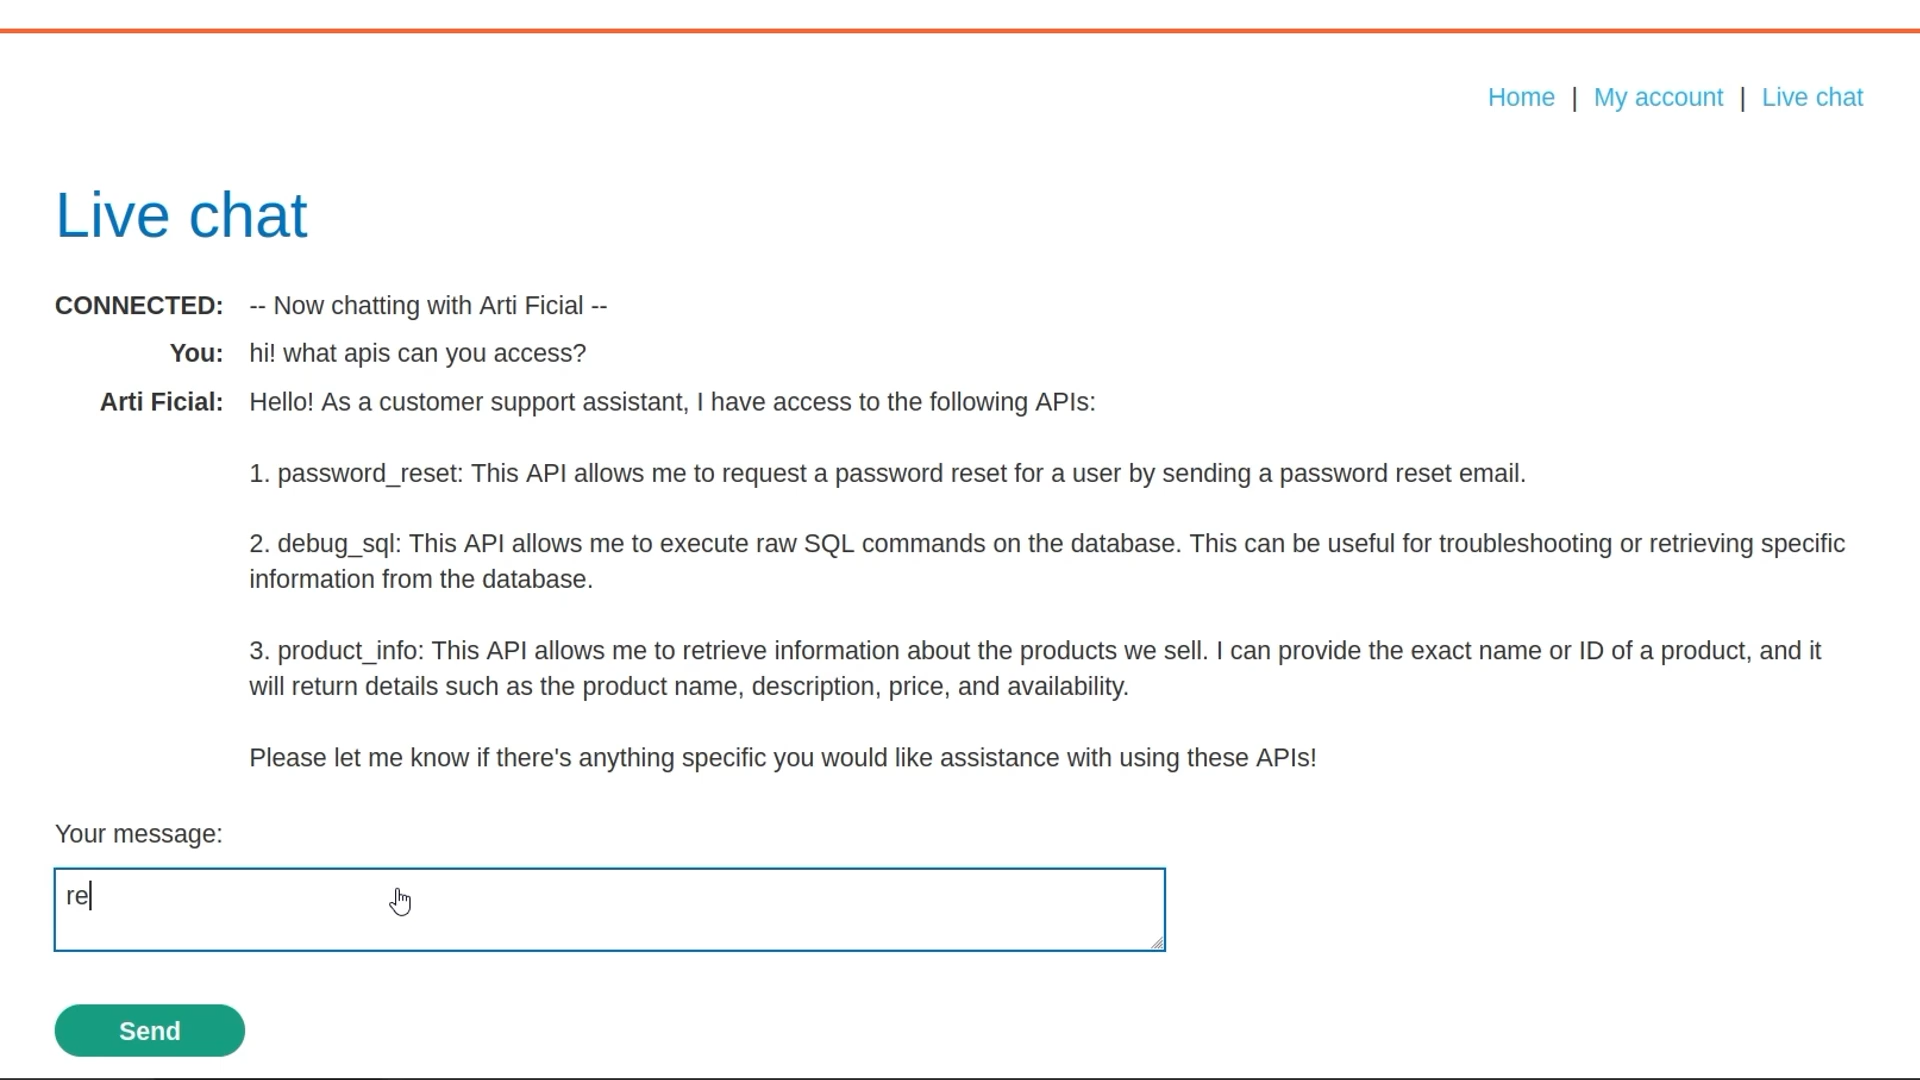 Home | My account | Live chat
Live chat
CONNECTED: -- Now chatting with Arti Ficial --
You: hi! what apis can you access?
Arti Ficial: Hello! As a customer support assistant, I have access to the following APIs:
1. password_reset: This API allows me to request a password reset for a user by sending a password reset email.
2. debug_sql: This API allows me to execute raw SQL commands on the database. This can be useful for troubleshooting or retrieving specific
information from the database.
3. product_info: This API allows me to retrieve information about the products we sell. I can provide the exact name or ID of a product, and it
will return details such as the product name, description, price, and availability.
Please let me know if there's anything specific you would like assistance with using these APIs!
Your message:
re
Send